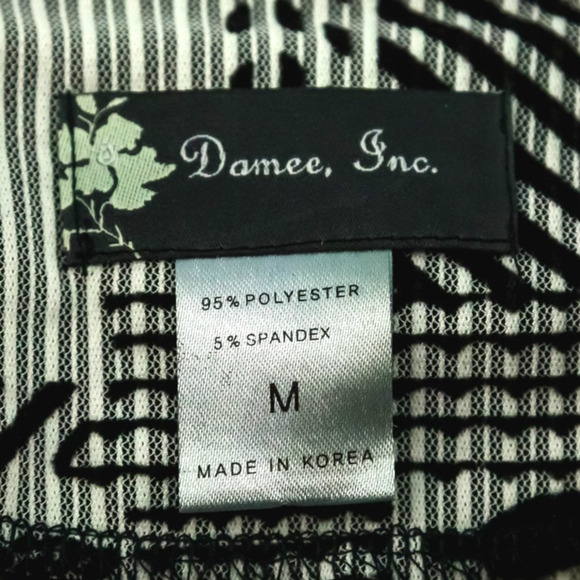 Damee, Inc.
95% POLYESTER
5% SPANDEX
M
MADE IN KOREA